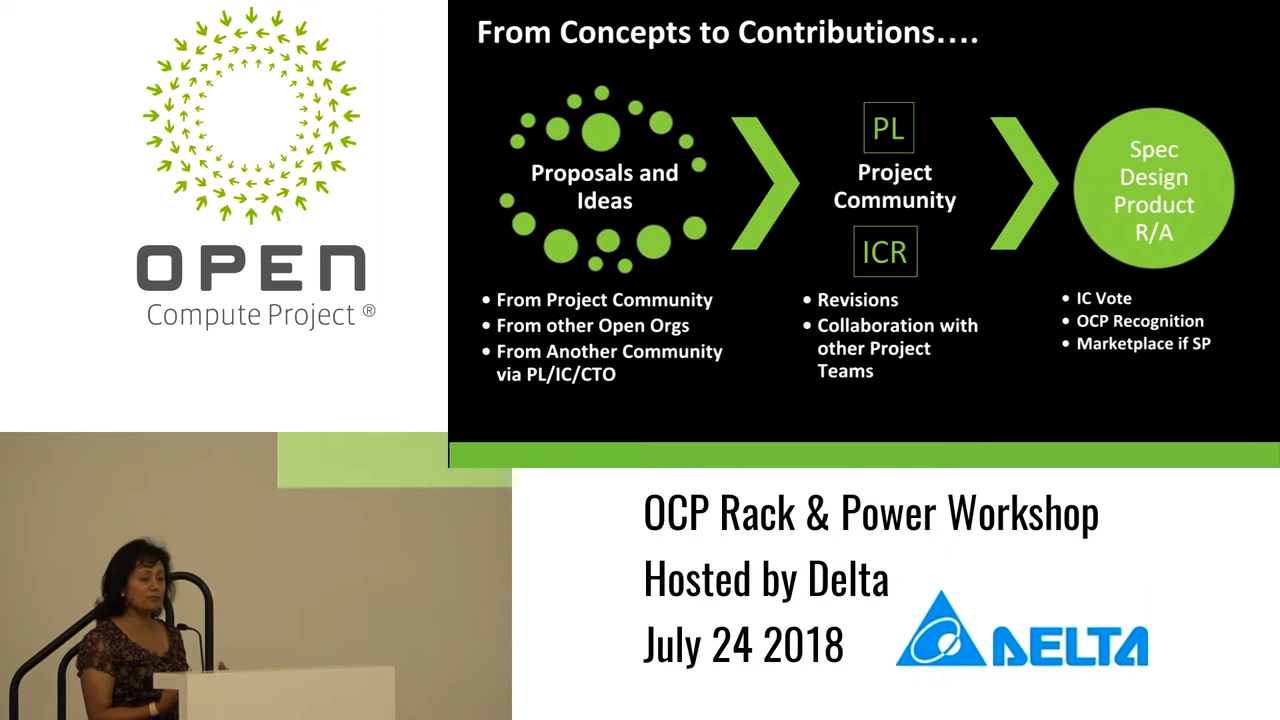 OPEN
Compute Project ®
From Concepts to Contributions....
Proposals and
Ideas
• From Project Community
• From other Open Orgs
• From Another Community
via PL/IC/CTO
PL
Project
Community
ICR
• Revisions
• Collaboration with
other Project
Teams
Spec
Design
Product
R/A
• IC Vote
• OCP Recognition
• Marketplace if SP
OCP Rack & Power Workshop
Hosted by Delta
July 24 2018
DELTA